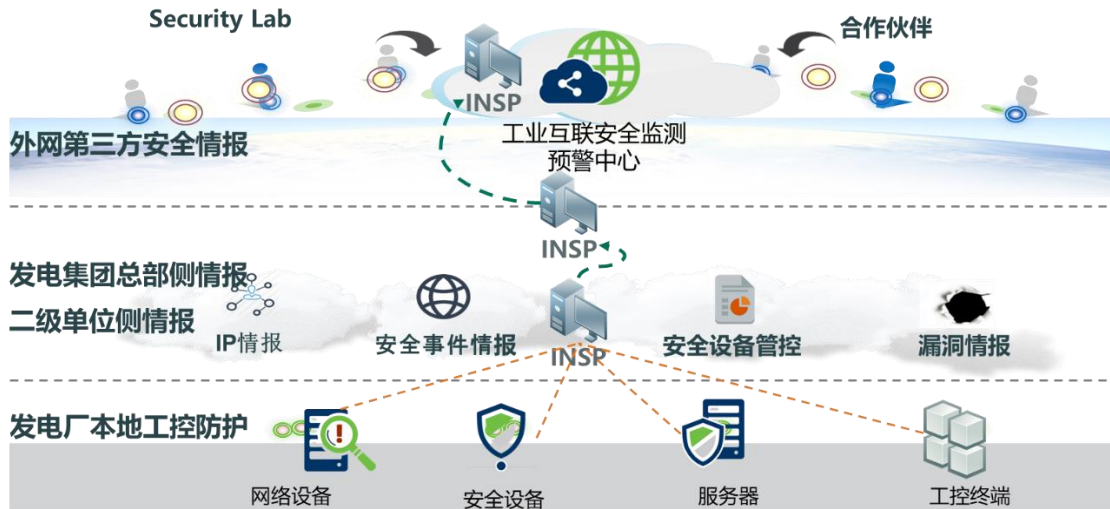 Security Lab
合作伙伴
INSP
工业互联安全监测
预警中心
外网第三方安全情报
INSP
发电集团总部侧情报
二级单位侧情报
IP情报
安全事件情报
INSP
安全设备管控
漏洞情报
发电厂本地工控防护
网络设备
安全设备
服务器
工控终端